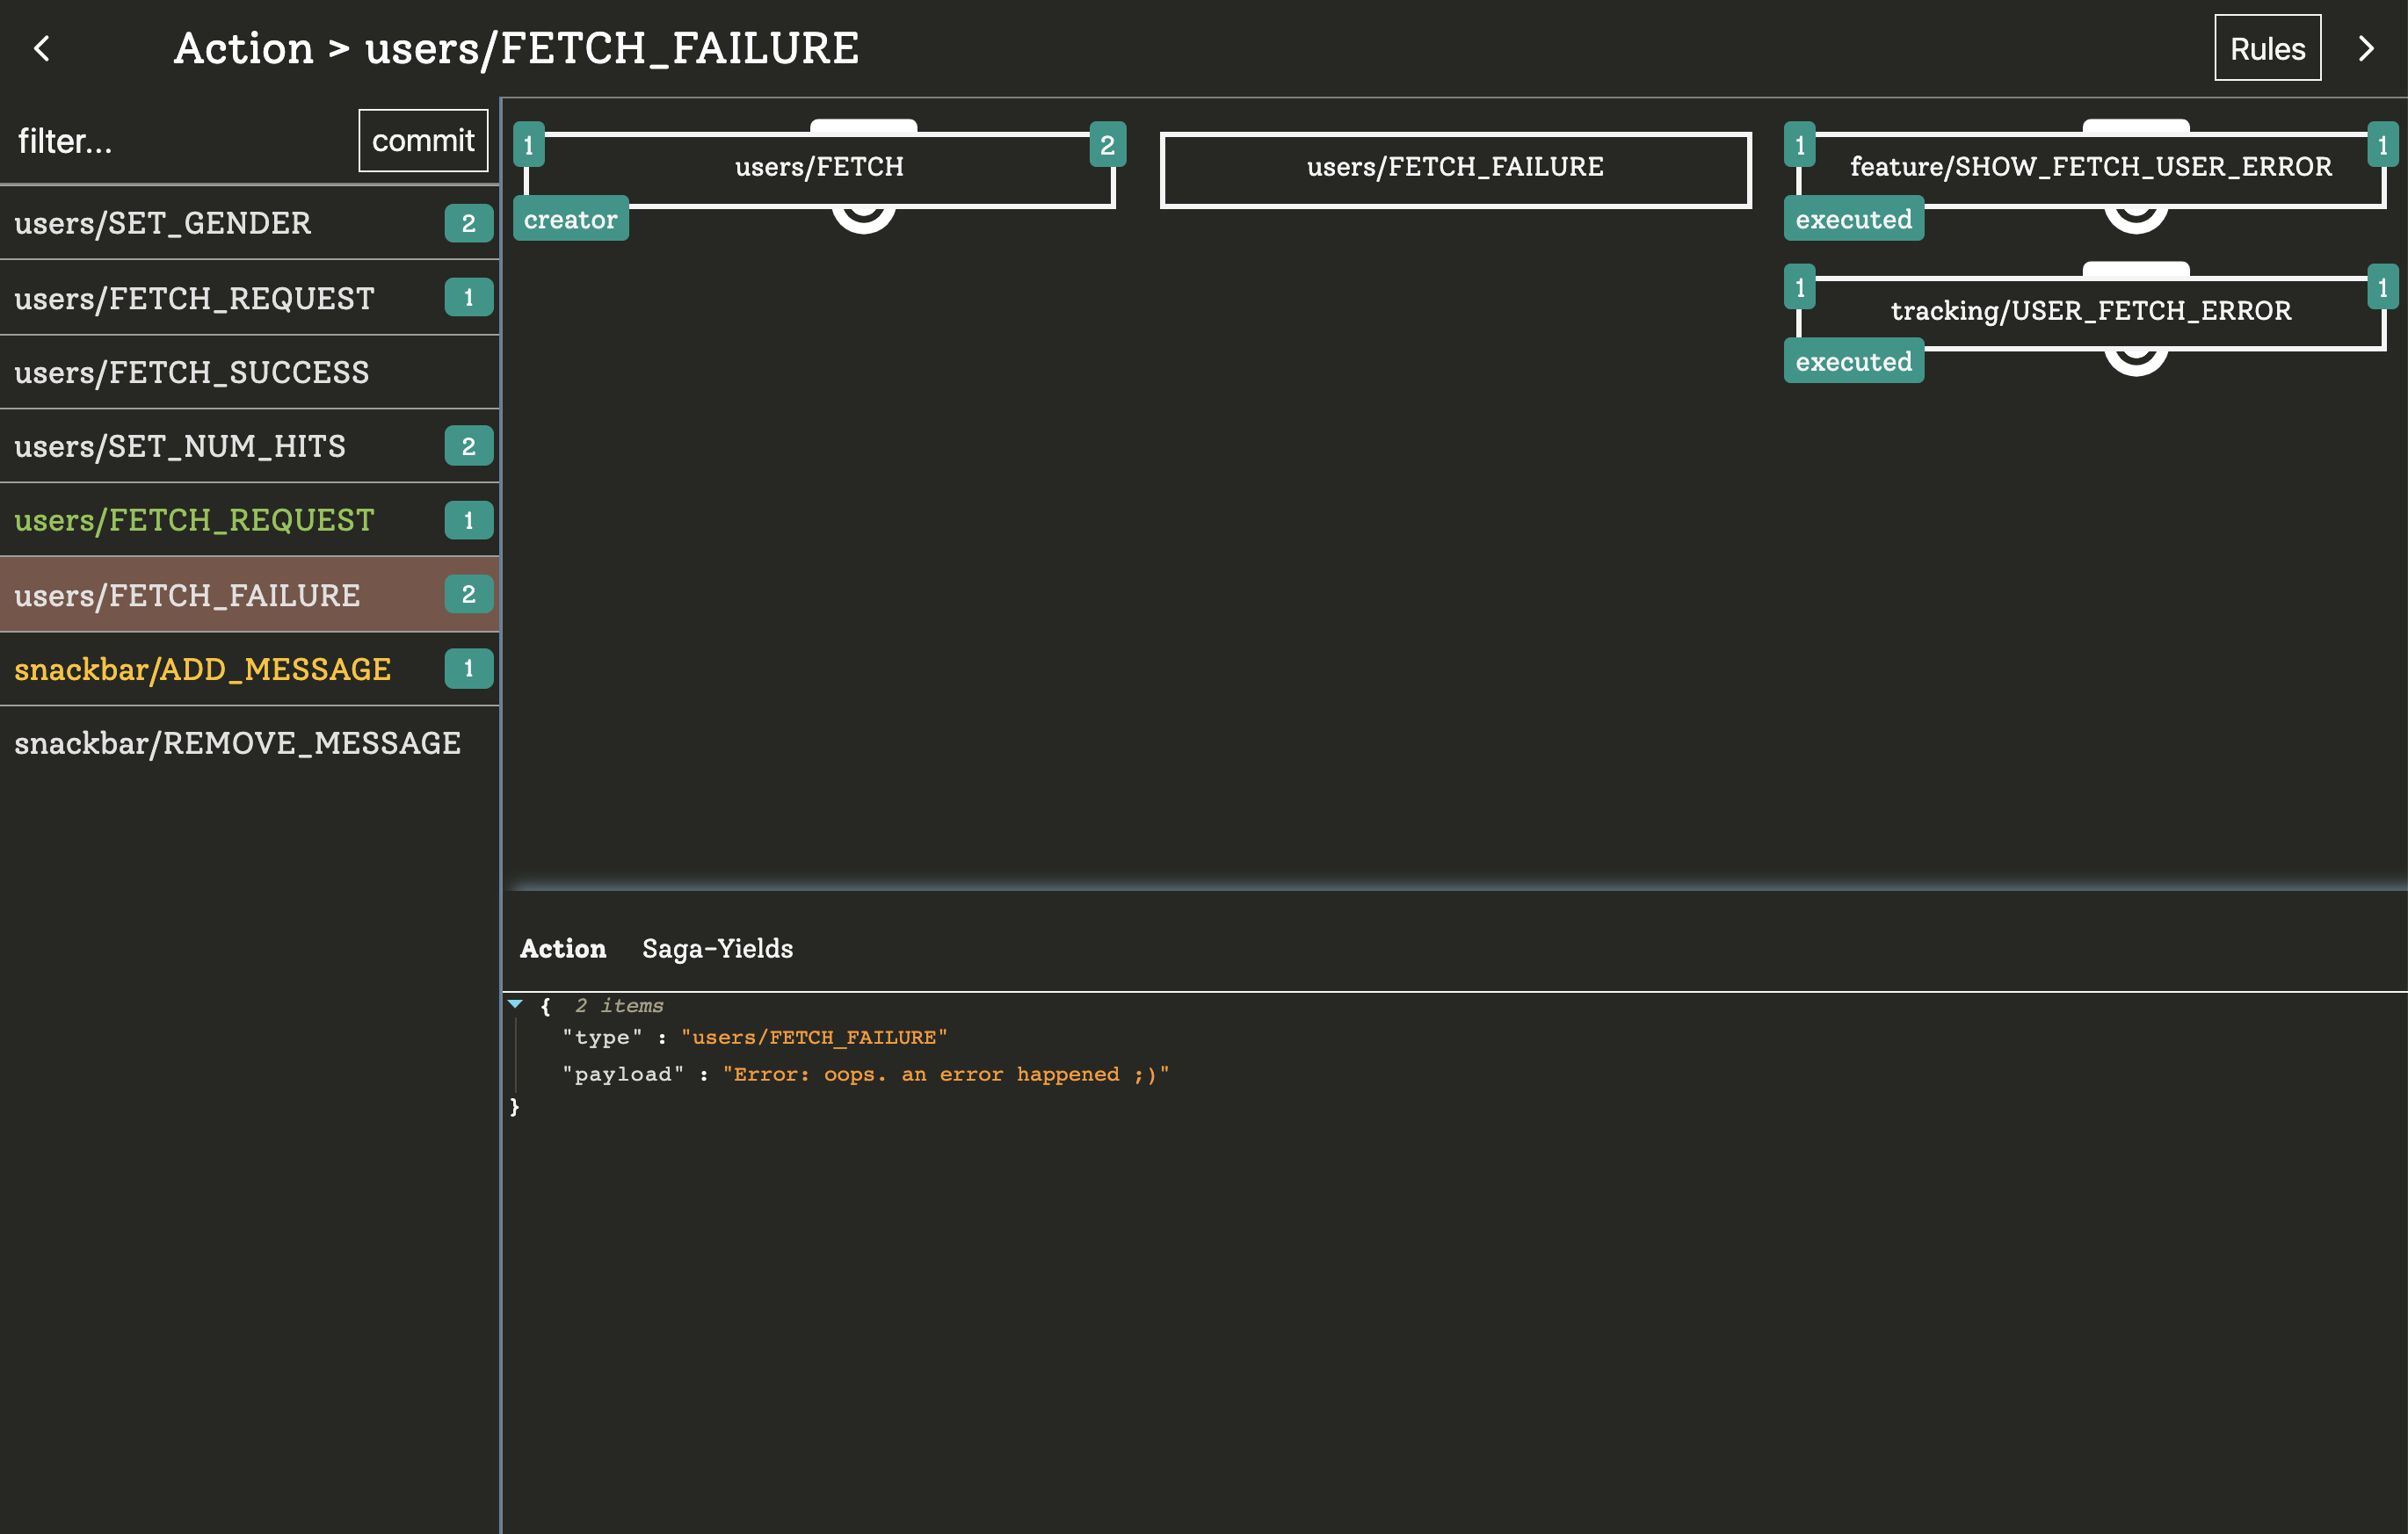 Action > users/FETCH_FAILURE
Rules
filter...
commit
users/SET_GENDER 2
users/FETCH_REQUEST 1
users/FETCH_SUCCESS
users/SET_NUM_HITS 2
users/FETCH_REQUEST 1
users/FETCH_FAILURE 2
snackbar/ADD_MESSAGE 1
snackbar/REMOVE_MESSAGE
1 users/FETCH 2
creator
users/FETCH_FAILURE
1 feature/SHOW_FETCH_USER_ERROR 1
executed
1 tracking/USER_FETCH_ERROR 1
executed
Action Saga-Yields
{ 2 items
"type" : "users/FETCH_FAILURE"
"payload" : "Error: oops. an error happened ;)"
}